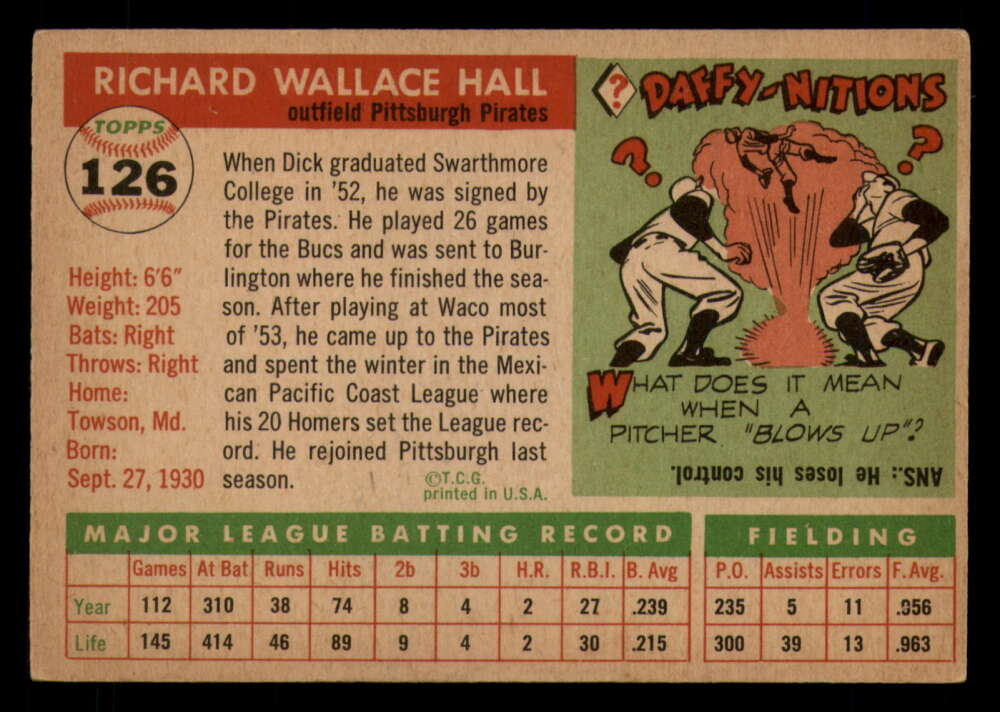 RICHARD WALLACE HALL
outfield Pittsburgh Pirates
TOPPS
126
Height: 6'6"
Weight: 205
Bats: Right
Throws: Right
Home:
Towson, Md.
Born:
Sept. 27, 1930
When Dick graduated Swarthmore
College in '52, he was signed by
the Pirates. He played 26 games
for the Bucs and was sent to Bur-
lington where he finished the sea-
son. After playing at Waco most
of '53, he came up to the Pirates
and spent the winter in the Mexi-
can Pacific Coast League where
his 20 Homers set the League rec-
ord. He rejoined Pittsburgh last
season.
©T.C.G.
printed in U.S.A.
? DAFFY-NITIONS
? ?
WHAT DOES IT MEAN
WHEN A
PITCHER "BLOWS UP"?
ANS.: He loses his control.
MAJOR LEAGUE BATTING RECORD
Games At Bat Runs Hits 2b 3b H.R. R.B.I. B. Avg
Year 112 310 38 74 8 4 2 27 .239
Life 145 414 46 89 9 4 2 30 .215
FIELDING
P.O. Assists Errors F. Avg.
235 5 11 .956
300 39 13 .963